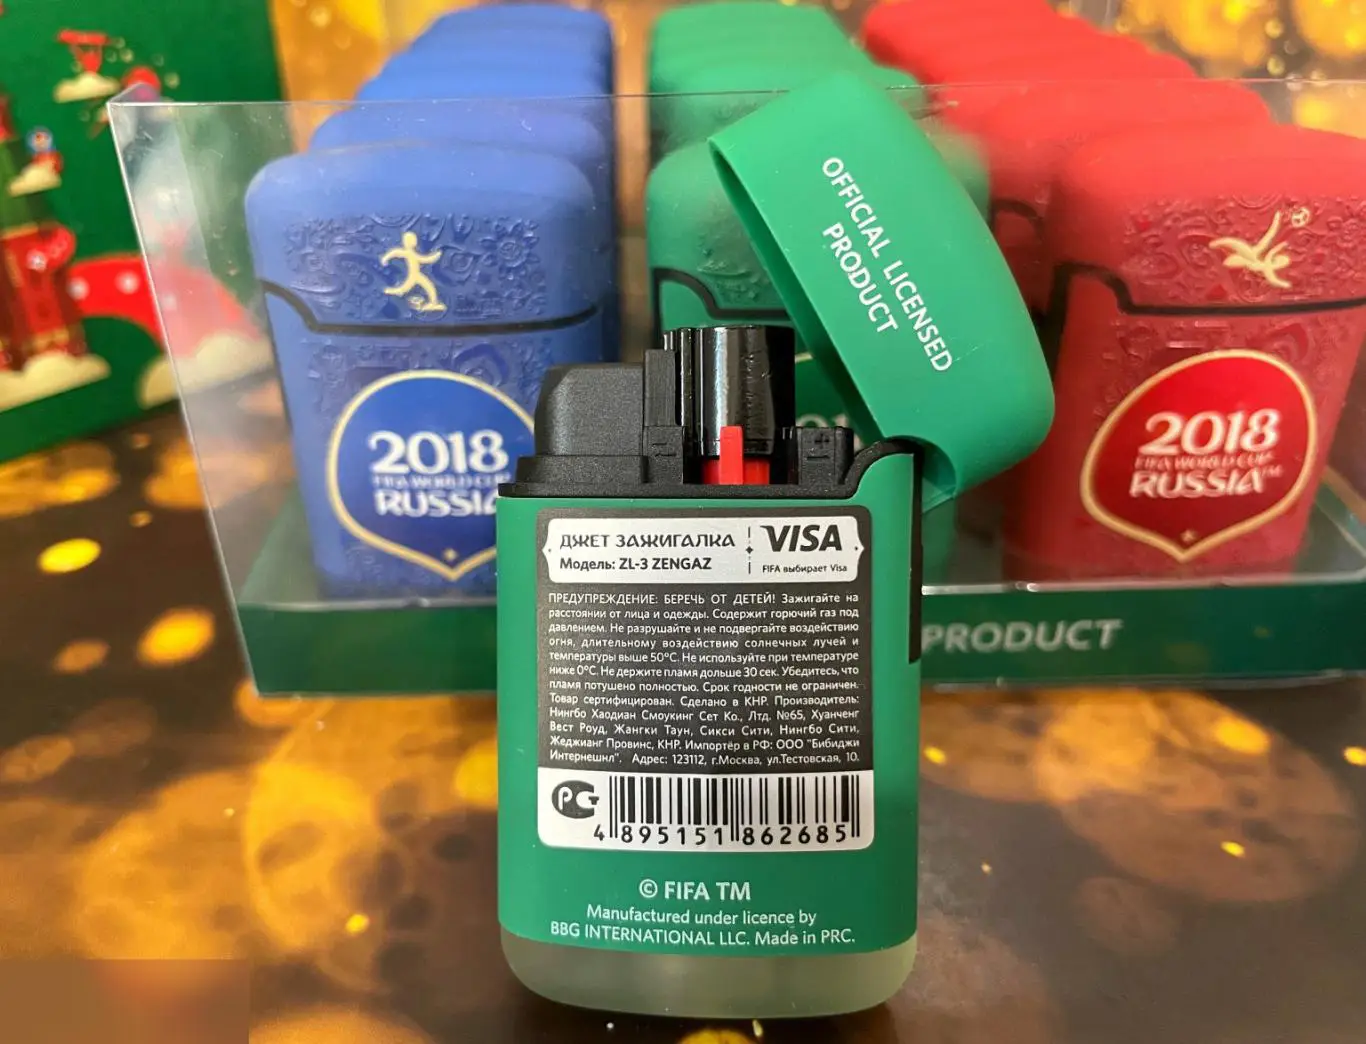 OFFICIAL LICENSED
PRODUCT
2018
FIFA WORLD CUP
RUSSIA
2018
FIFA WORLD CUP
RUSSIA
PRODUCT
ДЖЕТ ЗАЖИГАЛКА
Модель: ZL-3 ZENGAZ
VISA
FIFA выбирает Visa
ПРЕДУПРЕЖДЕНИЕ: БЕРЕЧЬ ОТ ДЕТЕЙ! Зажигайте на
расстоянии от лица и одежды. Содержит горючий газ под
давлением. Не разрушайте и не подвергайте воздействию
огня, длительному воздействию солнечных лучей и
температуры выше 50°C. Не используйте при температуре
ниже 0°C. Не держите пламя дольше 30 сек. Убедитесь, что
пламя потушено полностью. Срок годности не ограничен.
Товар сертифицирован. Сделано в КНР. Производитель:
Нингбо Хаодиан Смоукинг Сет Ко., Лтд. №65, Хуанченг
Вест Роуд, Жангки Таун, Сикси Сити, Нингбо Сити,
Жеджианг Провинс, КНР. Импортёр в РФ: ООО "Бибиджи
Интернешнл". Адрес: 123112, г.Москва, ул.Тестовская, 10.
4 895151 862685
© FIFA TM
Manufactured under licence by
BBG INTERNATIONAL LLC. Made in PRC.